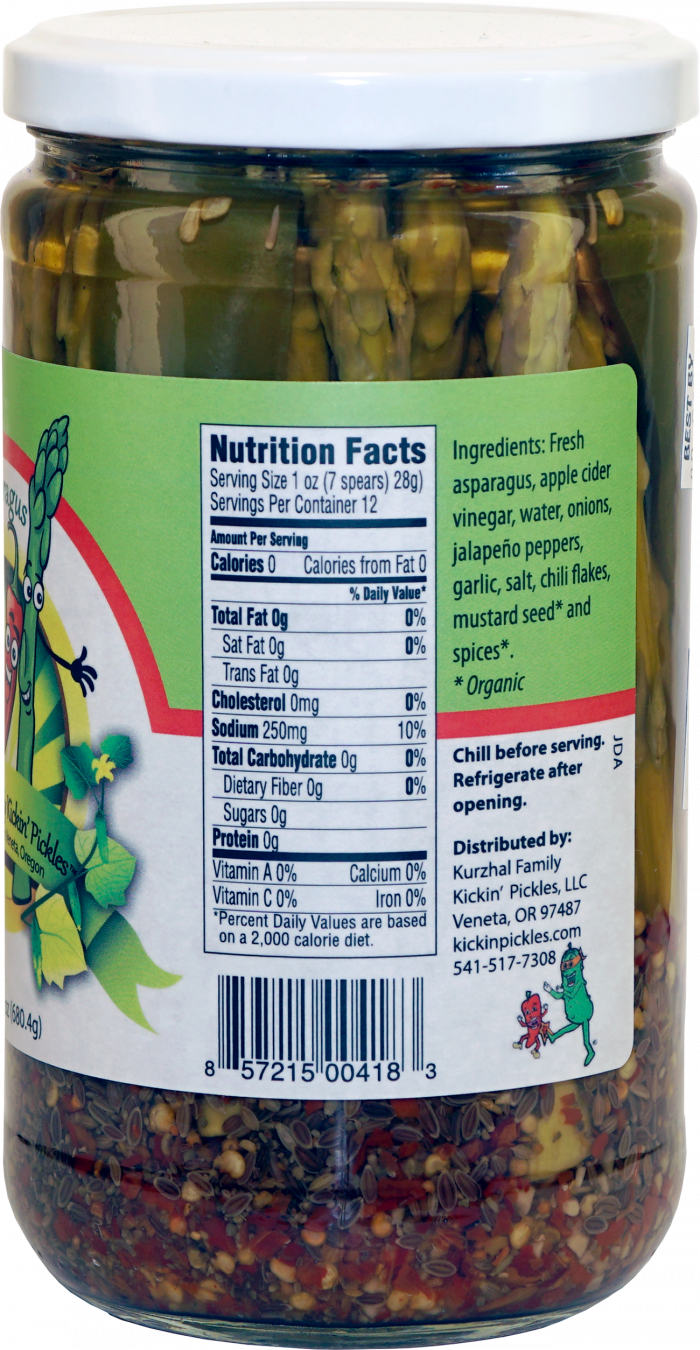 Nutrition Facts
Serving Size 1 oz (7 spears) 28g)
Servings Per Container 12
Amount Per Serving
Calories 0 Calories from Fat 0
% Daily Value*
Total Fat 0g 0%
Sat Fat 0g 0%
Trans Fat 0g
Cholesterol 0mg 0%
Sodium 250mg 10%
Total Carbohydrate 0g 0%
Dietary Fiber 0g 0%
Sugars 0g
Protein 0g
Vitamin A 0% Calcium 0%
Vitamin C 0% Iron 0%
*Percent Daily Values are based
on a 2,000 calorie diet.
8 57215 00418 3
Ingredients: Fresh
asparagus, apple cider
vinegar, water, onions,
jalapeño peppers,
garlic, salt, chili flakes,
mustard seed* and
spices*.
* Organic
Chill before serving.
Refrigerate after
opening.
JDA
Distributed by:
Kurzhal Family
Kickin' Pickles, LLC
Veneta, OR 97487
kickinpickles.com
541-517-7308
BEST BY
Kickin' Pickles™
Veneta, Oregon
(680.4g)